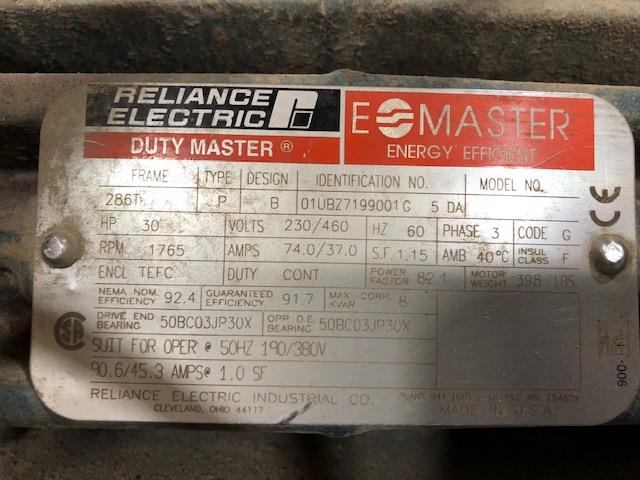 RELIANCE
ELECTRIC
DUTY MASTER ®
E MASTER
ENERGY EFFICIENT
FRAME 286T TYPE P DESIGN B IDENTIFICATION NO. 01UBZ7199001G 5 DA MODEL NO.
HP 30 VOLTS 230/460 HZ 60 PHASE 3 CODE G
RPM 1765 AMPS 74.0/37.0 S.F. 1.15 AMB 40°C INSUL CLASS F
ENCL TEFC DUTY CONT POWER FACTOR 82.1 MOTOR WEIGHT 398 LBS.
NEMA NOM EFFICIENCY 92.4 GUARANTEED EFFICIENCY 91.7 MAX CORR KVAR 8
DRIVE END BEARING 50BC03JP30X OPP D.E. BEARING 50BC03JP30X
SUIT FOR OPER @ 50HZ 190/380V
90.6/45.3 AMPS@ 1.0 SF
RELIANCE ELECTRIC INDUSTRIAL CO.
CLEVELAND, OHIO 44117
MADE IN U.S.A.
CE